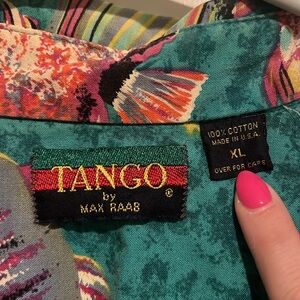 TANGO
by
MAX RAAB
®
100% COTTON
MADE IN U.S.A.
XL
OVER FOR CARE